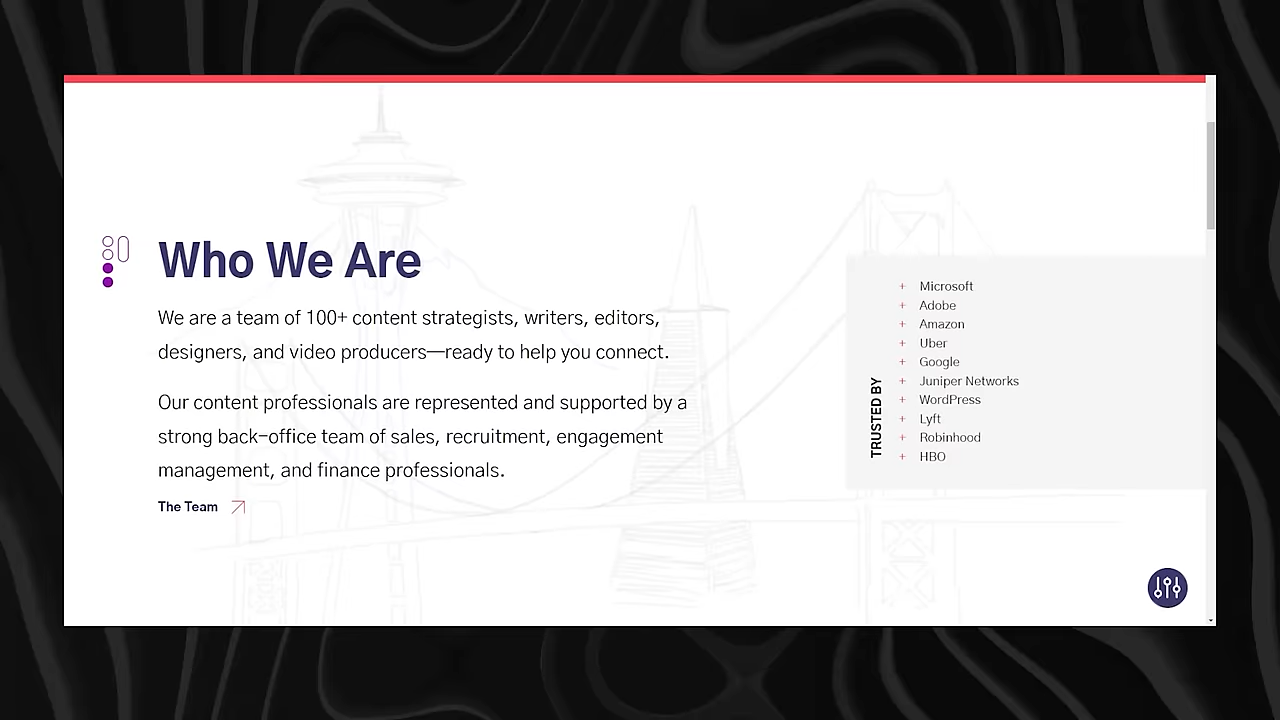 Who We Are
We are a team of 100+ content strategists, writers, editors,
designers, and video producers—ready to help you connect.
Our content professionals are represented and supported by a
strong back-office team of sales, recruitment, engagement
management, and finance professionals.
The Team
TRUSTED BY
+ Microsoft
+ Adobe
+ Amazon
+ Uber
+ Google
+ Juniper Networks
+ WordPress
+ Lyft
+ Robinhood
+ HBO